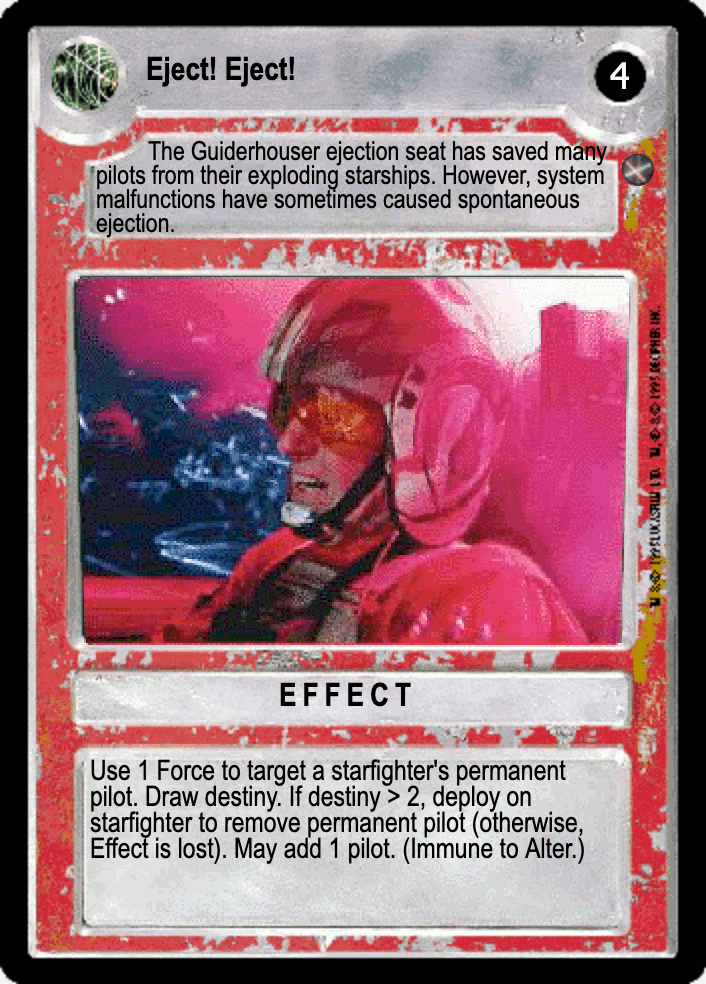 Eject! Eject!
4
The Guiderhouser ejection seat has saved many
pilots from their exploding starships. However, system
malfunctions have sometimes caused spontaneous
ejection.
EFFECT
Use 1 Force to target a starfighter's permanent
pilot. Draw destiny. If destiny > 2, deploy on
starfighter to remove permanent pilot (otherwise,
Effect is lost). May add 1 pilot. (Immune to Alter.)